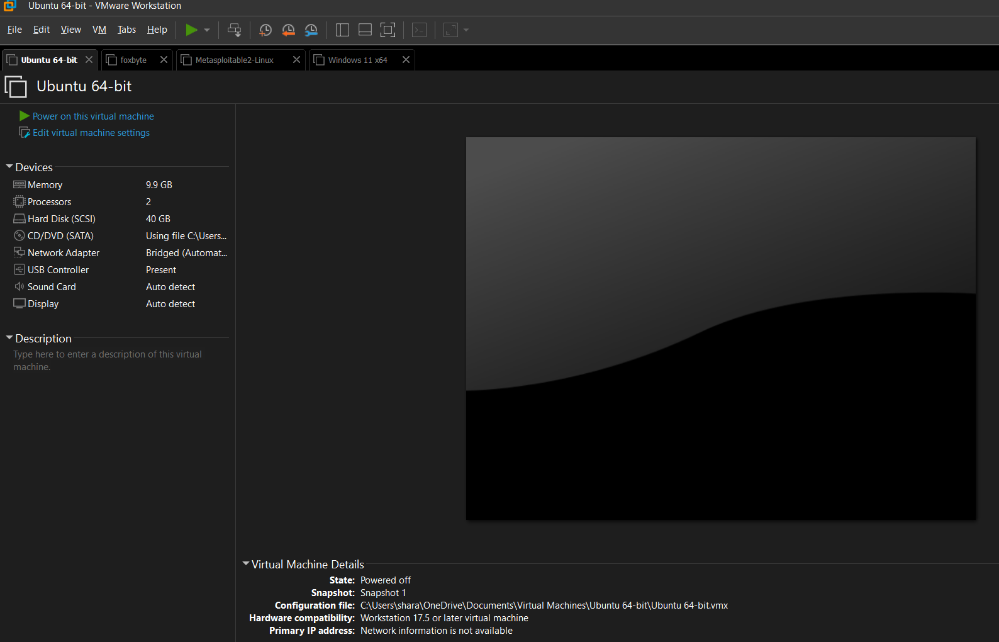 Ubuntu 64-bit - VMware Workstation
File Edit View VM Tabs Help
Ubuntu 64-bit foxbyte Metasploitable2-Linux Windows 11 x64
Ubuntu 64-bit
Power on this virtual machine
Edit virtual machine settings
Devices
Memory 9.9 GB
Processors 2
Hard Disk (SCSI) 40 GB
CD/DVD (SATA) Using file C:\Users...
Network Adapter Bridged (Automat...
USB Controller Present
Sound Card Auto detect
Display Auto detect
Description
Type here to enter a description of this virtual
machine.
Virtual Machine Details
State: Powered off
Snapshot: Snapshot 1
Configuration file: C:\Users\shara\OneDrive\Documents\Virtual Machines\Ubuntu 64-bit\Ubuntu 64-bit.vmx
Hardware compatibility: Workstation 17.5 or later virtual machine
Primary IP address: Network information is not available